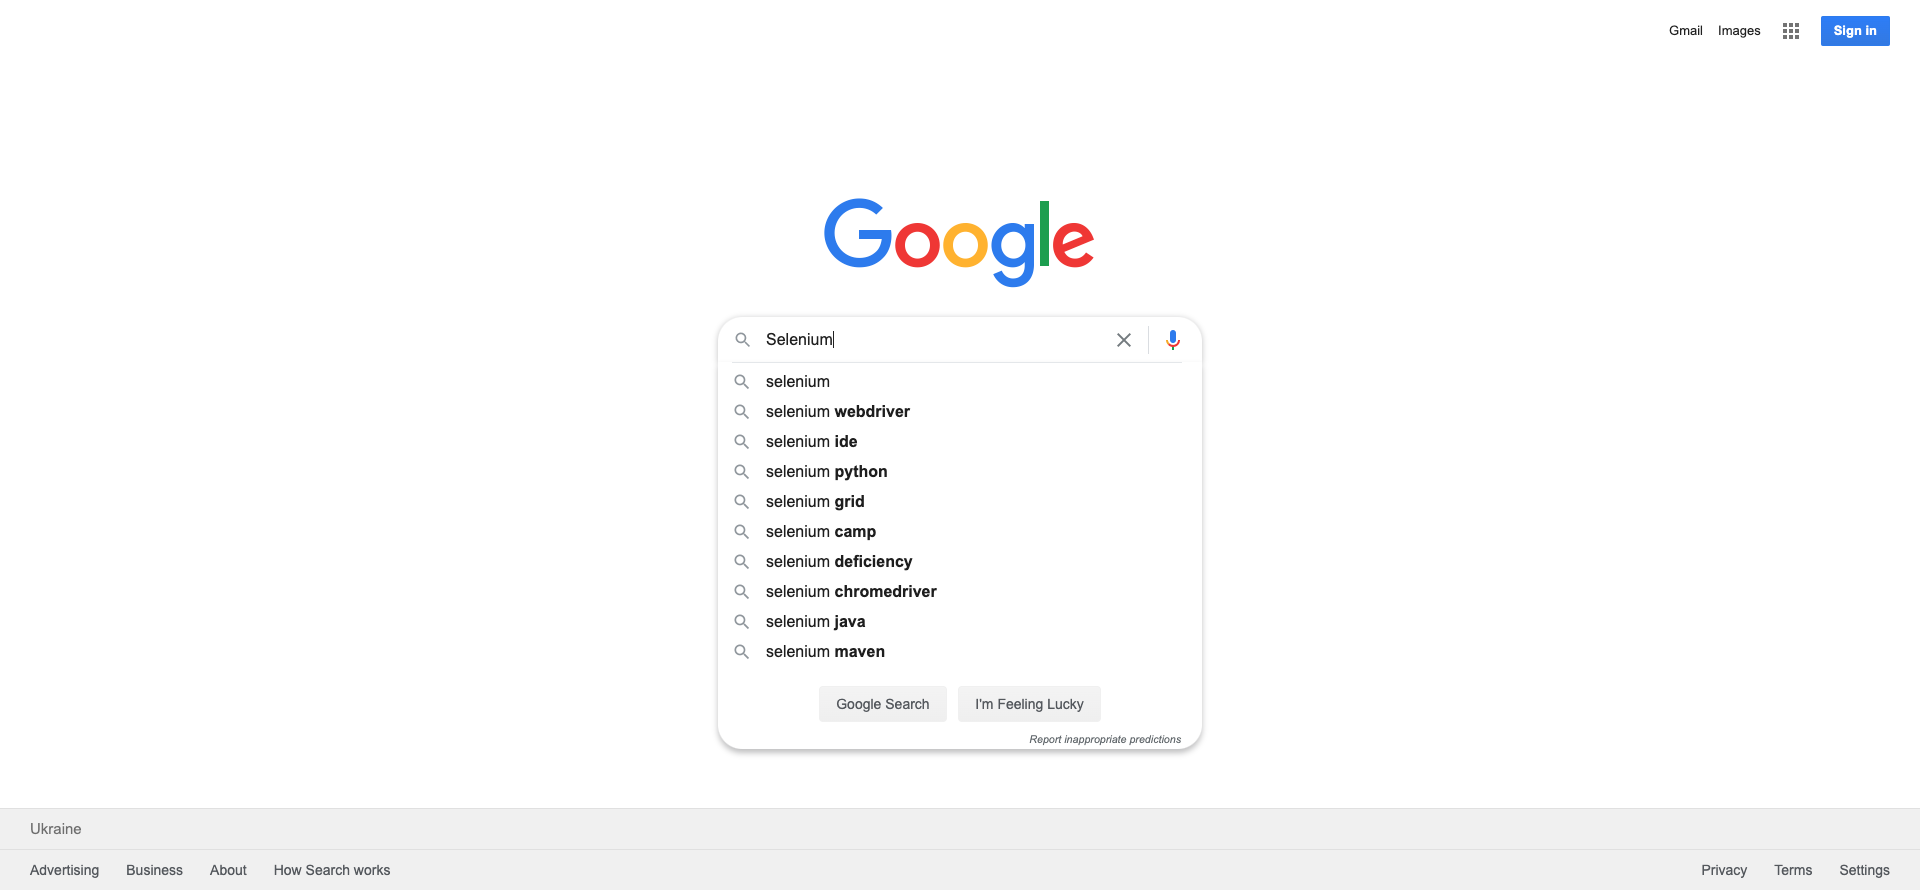 Gmail Images Sign in
Google
Selenium
selenium
selenium webdriver
selenium ide
selenium python
selenium grid
selenium camp
selenium deficiency
selenium chromedriver
selenium java
selenium maven
Google Search I'm Feeling Lucky
Report inappropriate predictions
Ukraine
Advertising Business About How Search works Privacy Terms Settings